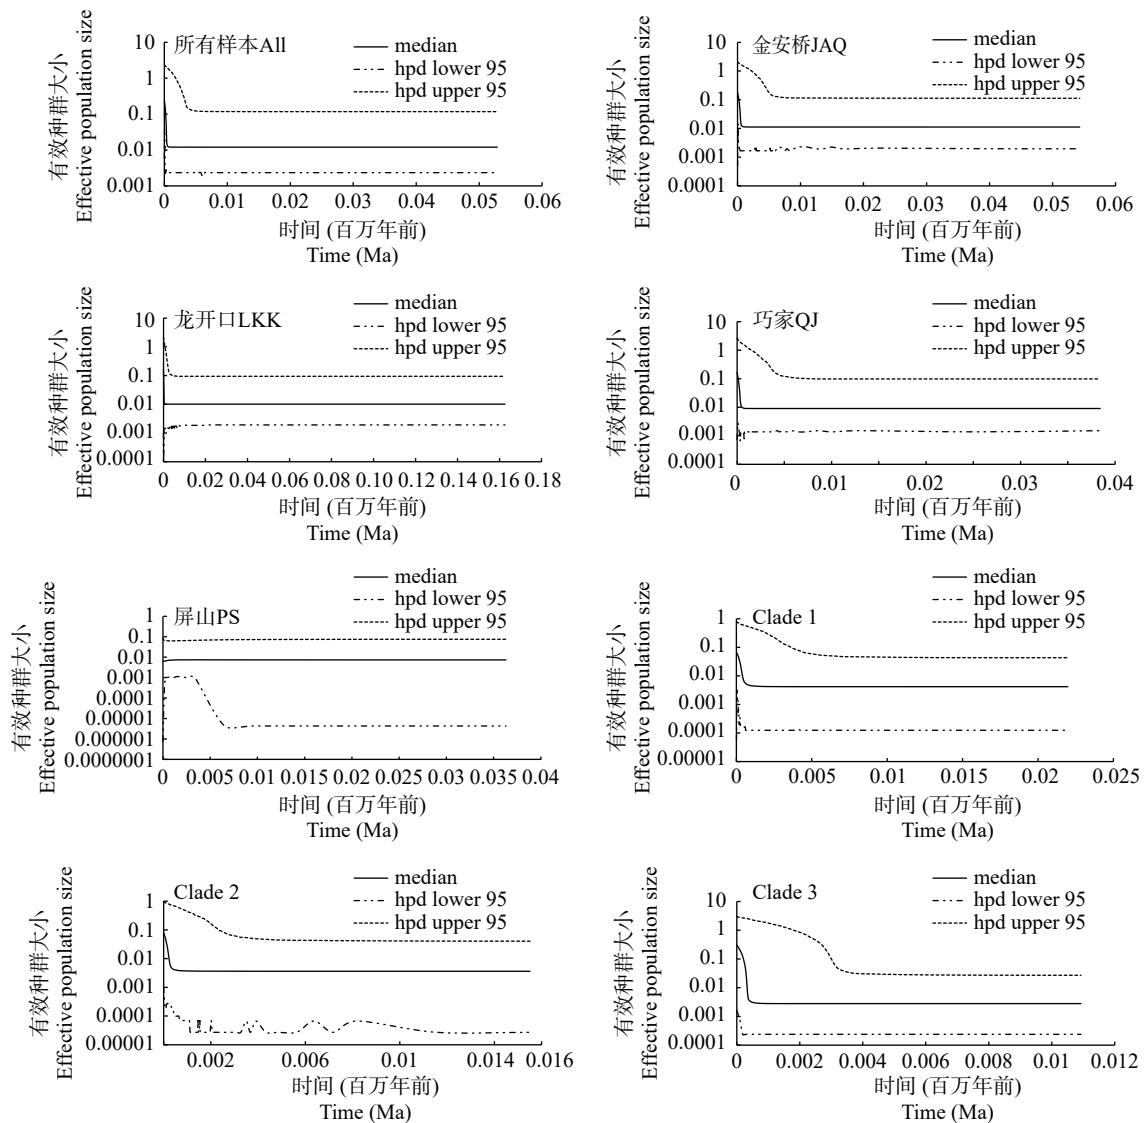 有效种群大小
Effective population size
10
1
0.1
0.01
0.001
所有样本All
median
hpd lower 95
hpd upper 95
0 0.01 0.02 0.03 0.04 0.05 0.06
时间 (百万年前)
Time (Ma)
有效种群大小
Effective population size
10
1
0.1
0.01
0.001
0.0001
金安桥JAQ
median
hpd lower 95
hpd upper 95
0 0.01 0.02 0.03 0.04 0.05 0.06
时间 (百万年前)
Time (Ma)
有效种群大小
Effective population size
10
1
0.1
0.01
0.001
0.0001
龙开口LKK
median
hpd lower 95
hpd upper 95
0 0.02 0.04 0.06 0.08 0.10 0.12 0.14 0.16 0.18
时间 (百万年前)
Time (Ma)
有效种群大小
Effective population size
10
1
0.1
0.01
0.001
0.0001
巧家QJ
median
hpd lower 95
hpd upper 95
0 0.01 0.02 0.03 0.04
时间 (百万年前)
Time (Ma)
有效种群大小
Effective population size
1
0.1
0.01
0.001
0.0001
0.00001
0.000001
0.0000001
屏山PS
median
hpd lower 95
hpd upper 95
0 0.005 0.01 0.015 0.02 0.025 0.03 0.035 0.04
时间 (百万年前)
Time (Ma)
有效种群大小
Effective population size
1
0.1
0.01
0.001
0.0001
0.00001
Clade 1
median
hpd lower 95
hpd upper 95
0 0.005 0.01 0.015 0.02 0.025
时间 (百万年前)
Time (Ma)
有效种群大小
Effective population size
1
0.1
0.01
0.001
0.0001
0.00001
Clade 2
median
hpd lower 95
hpd upper 95
0.002 0.006 0.01 0.016
时间 (百万年前)
Time (Ma)
有效种群大小
Effective population size
10
1
0.1
0.01
0.001
0.0001
Clade 3
median
hpd lower 95
hpd upper 95
0 0.002 0.004 0.006 0.008 0.01 0.012
时间 (百万年前)
Time (Ma)